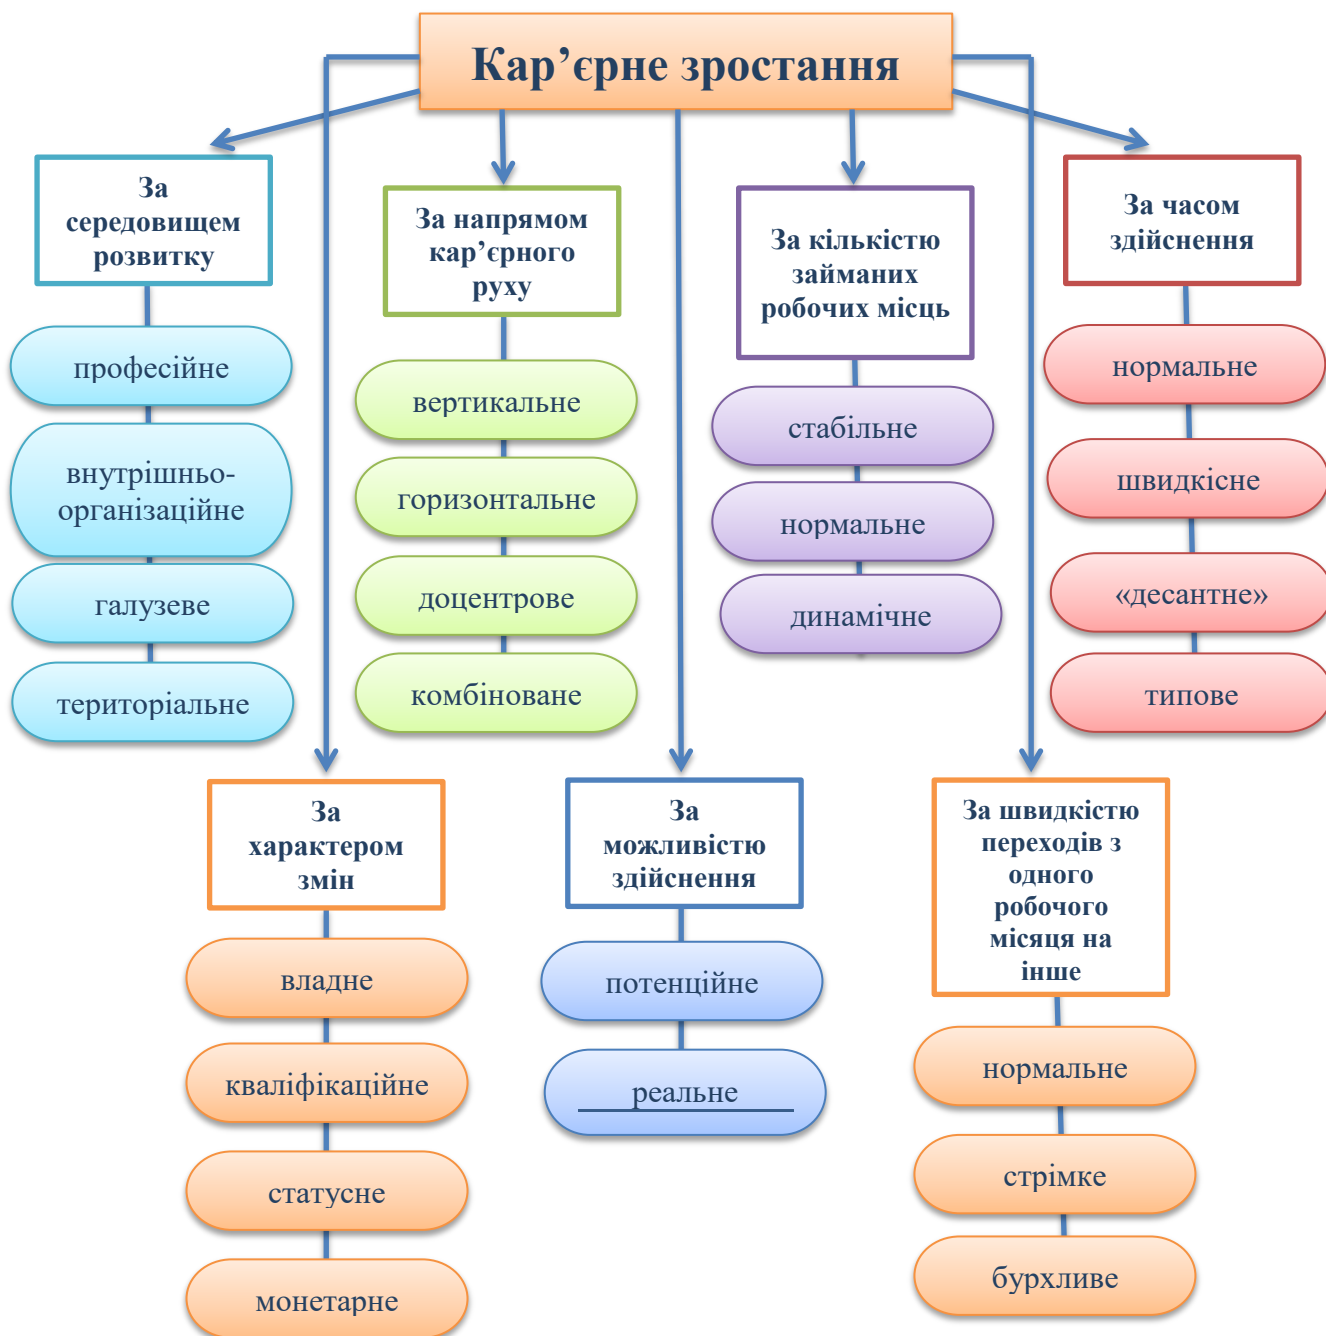 Кар’єрне зростання
За
середовищем
розвитку
професійне
внутрішньо-
організаційне
галузеве
територіальне
За напрямом
кар’єрного
руху
вертикальне
горизонтальне
доцентрове
комбіноване
За кількістю
займаних
робочих місць
стабільне
нормальне
динамічне
За часом
здійснення
нормальне
швидкісне
«десантне»
типове
За
характером
змін
владне
кваліфікаційне
статусне
монетарне
За
можливістю
здійснення
потенційне
реальне
За швидкістю
переходів з
одного
робочого
місяця на
інше
нормальне
стрімке
бурхливе